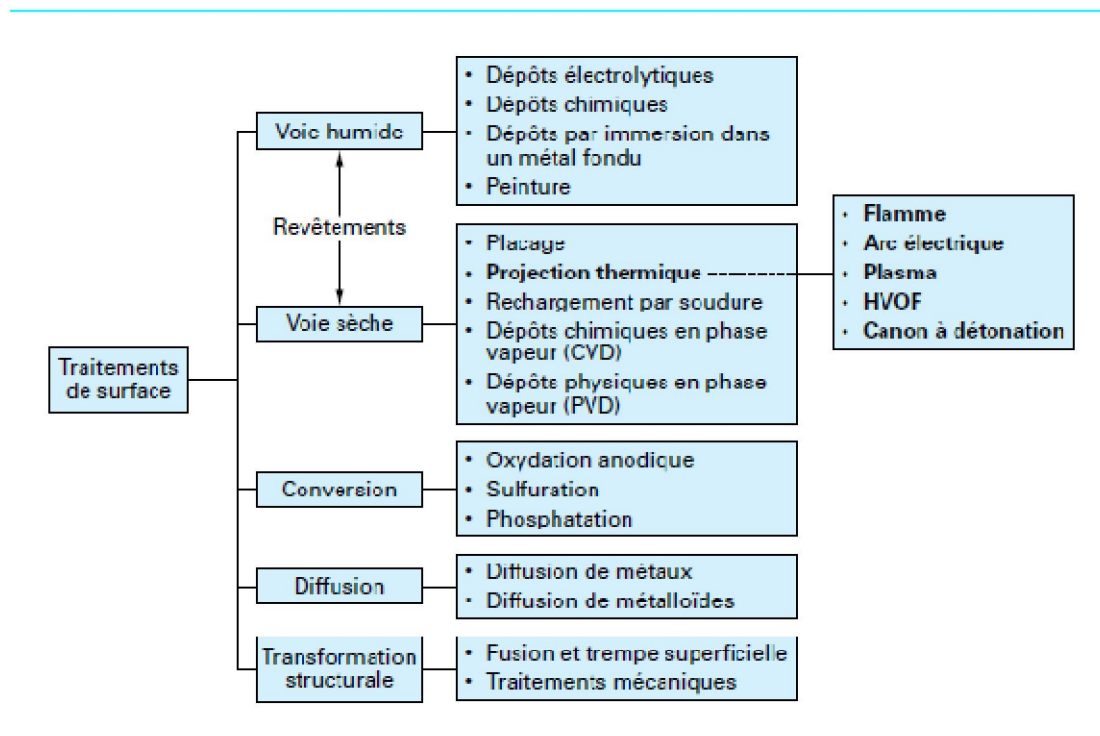 Traitements
de surface
Voie humide
Revêtements
Voie sèche
Conversion
Diffusion
Transformation
structurale
• Dépôts électrolytiques
• Dépôts chimiques
• Dépôts par immersion dans
un métal fondu
• Peinture
• Placage
• Projection thermique
• Rechargement par soudure
• Dépôts chimiques en phase
vapeur (CVD)
• Dépôts physiques en phase
vapeur (PVD)
• Flamme
• Arc électrique
• Plasma
• HVOF
• Canon à détonation
• Oxydation anodique
• Sulfuration
• Phosphatation
• Diffusion de métaux
• Diffusion de métalloïdes
• Fusion et trempe superficielle
• Traitements mécaniques